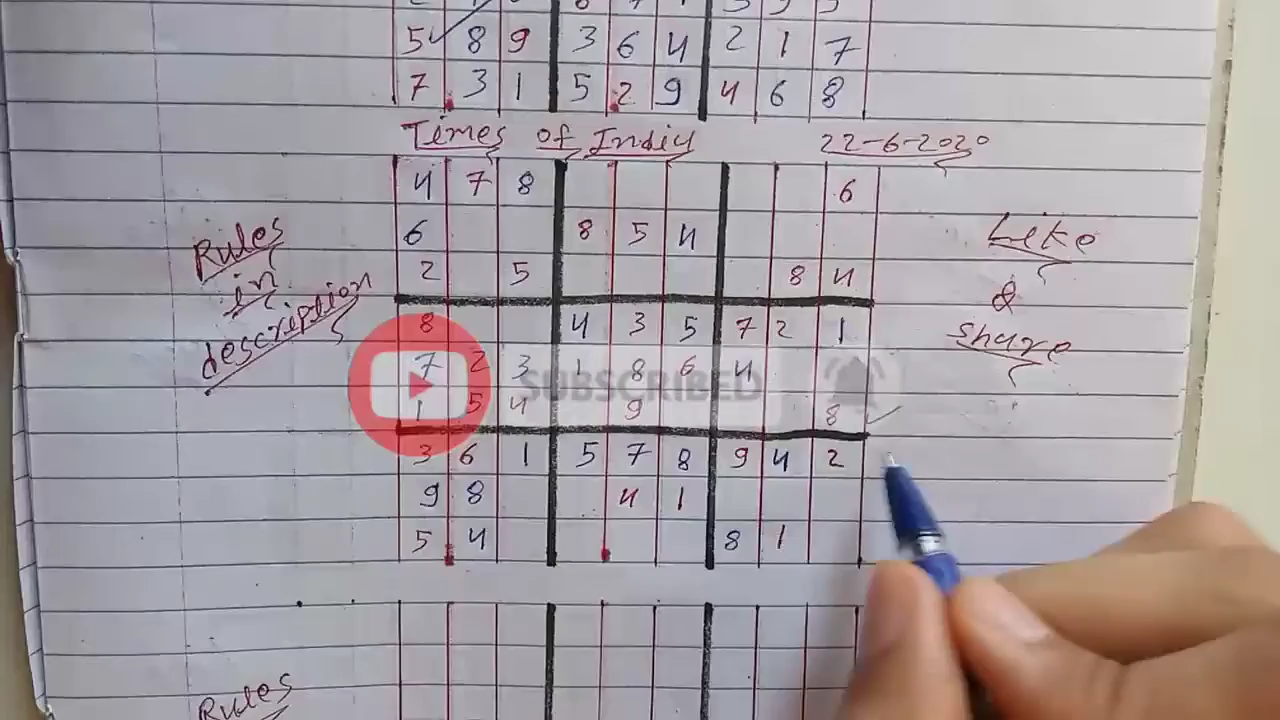 5 8 9 3 6 4 2 1 7
7 3 1 5 2 9 4 6 8
Times of Indiy 22-6-2020
4 7 8 6
6 8 5 4
2 5 8 4
8 4 3 5 7 2 1
7 2 3 1 8 6 4
1 5 4 9 8
3 6 1 5 7 8 9 4 2
9 8 4 1
5 4 8 1
Rules
in
description
Like
&
share
SUBSCRIBED
Rules